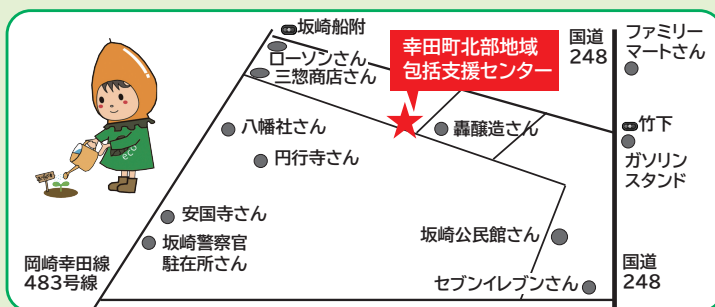 坂崎船附
ローソンさん
三惣商店さん
幸田町北部地域
包括支援センター
国道
248
ファミリー
マートさん
八幡社さん
轟醸造さん
竹下
円行寺さん
ガソリン
スタンド
eco
安国寺さん
坂崎警察官
駐在所さん
坂崎公民館さん
岡崎幸田線
483号線
国道
248
セブンイレブンさん